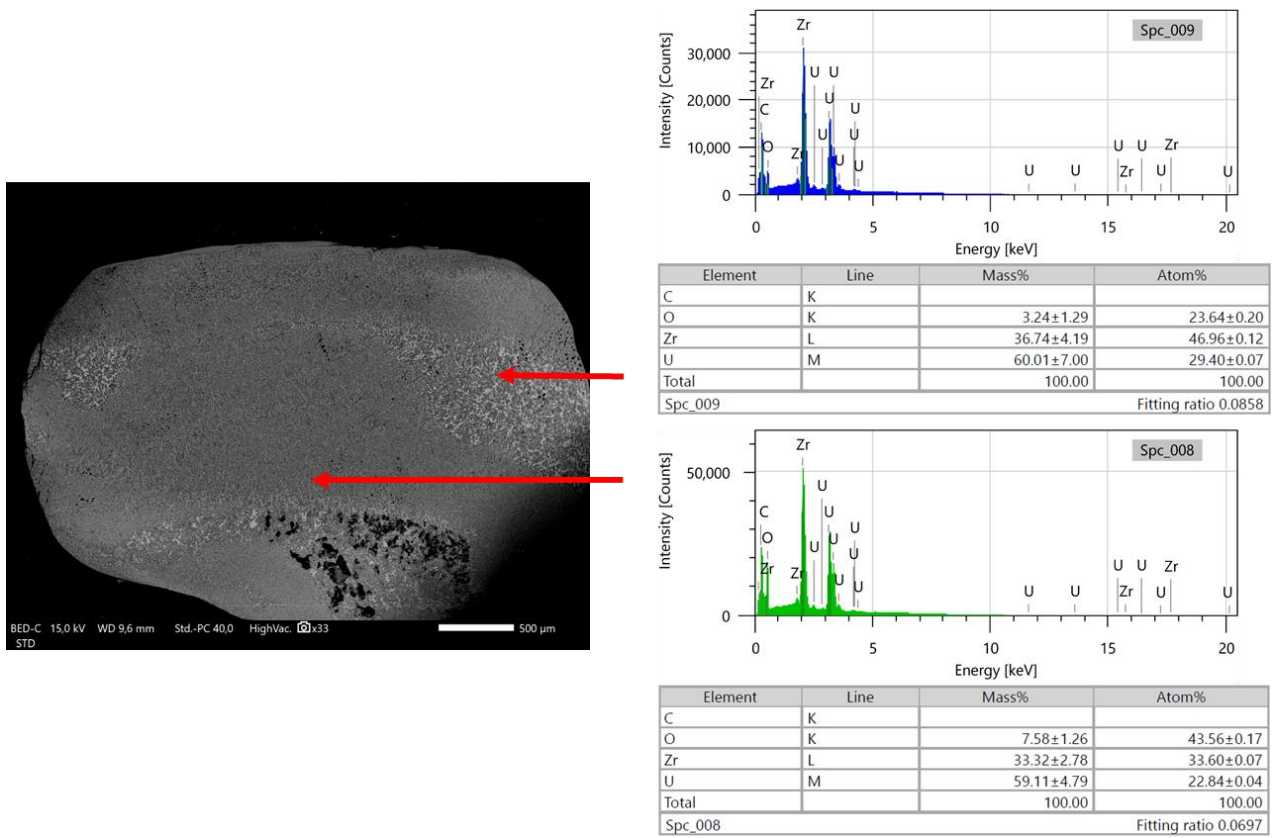 Spc_009
Intensity [Counts]
30,000
20,000
10,000
0
Zr
Zr
C
O
Zr
U
U
U
U
U
U
U
U
U
U
U
Zr
U
U
Zr
U
0 5 10 15 20
Energy [keV]
Element Line Mass% Atom%
C K
O K 3.24±1.29 23.64±0.20
Zr L 36.74±4.19 46.96±0.12
U M 60.01±7.00 29.40±0.07
Total 100.00 100.00
Spc_009 Fitting ratio 0.0858
BED-C 15,0 kV WD 9,6 mm Std.-PC 40,0 HighVac. x33 500 µm
STD
Spc_008
Intensity [Counts]
50,000
0
Zr
C
O
Zr
Zr
U
U
U
U
U
U
U
U
U
U
U
Zr
U
U
Zr
U
0 5 10 15 20
Energy [keV]
Element Line Mass% Atom%
C K
O K 7.58±1.26 43.56±0.17
Zr L 33.32±2.78 33.60±0.07
U M 59.11±4.79 22.84±0.04
Total 100.00 100.00
Spc_008 Fitting ratio 0.0697